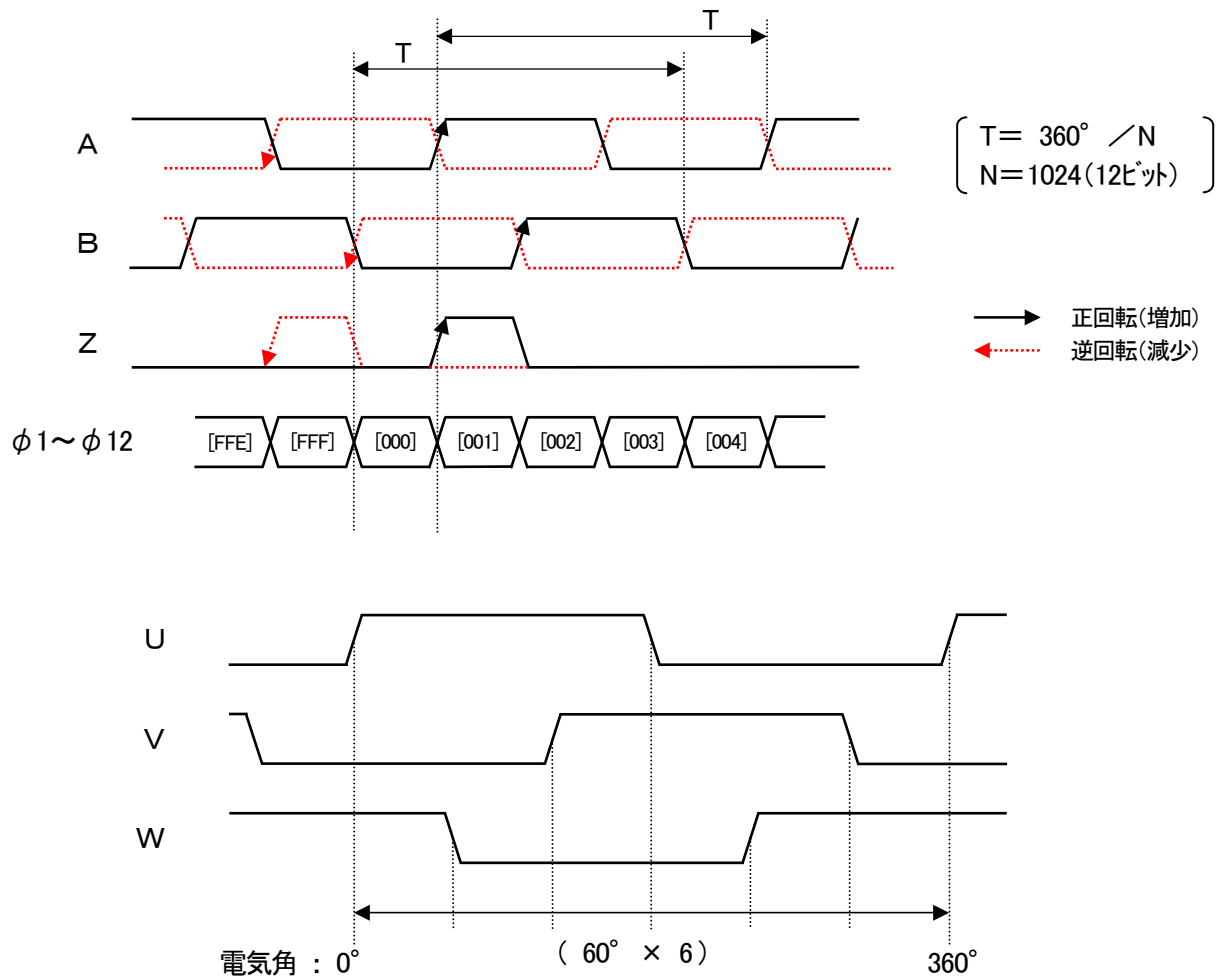 T
T
A
T＝ 360° ／N
N＝1024(12ビット)
B
正回転(増加)
Z
逆回転(減少)
φ1～φ12
[FFE] [FFF] [000] [001] [002] [003] [004]
U
V
W
電気角 : 0°
( 60° × 6 )
360°